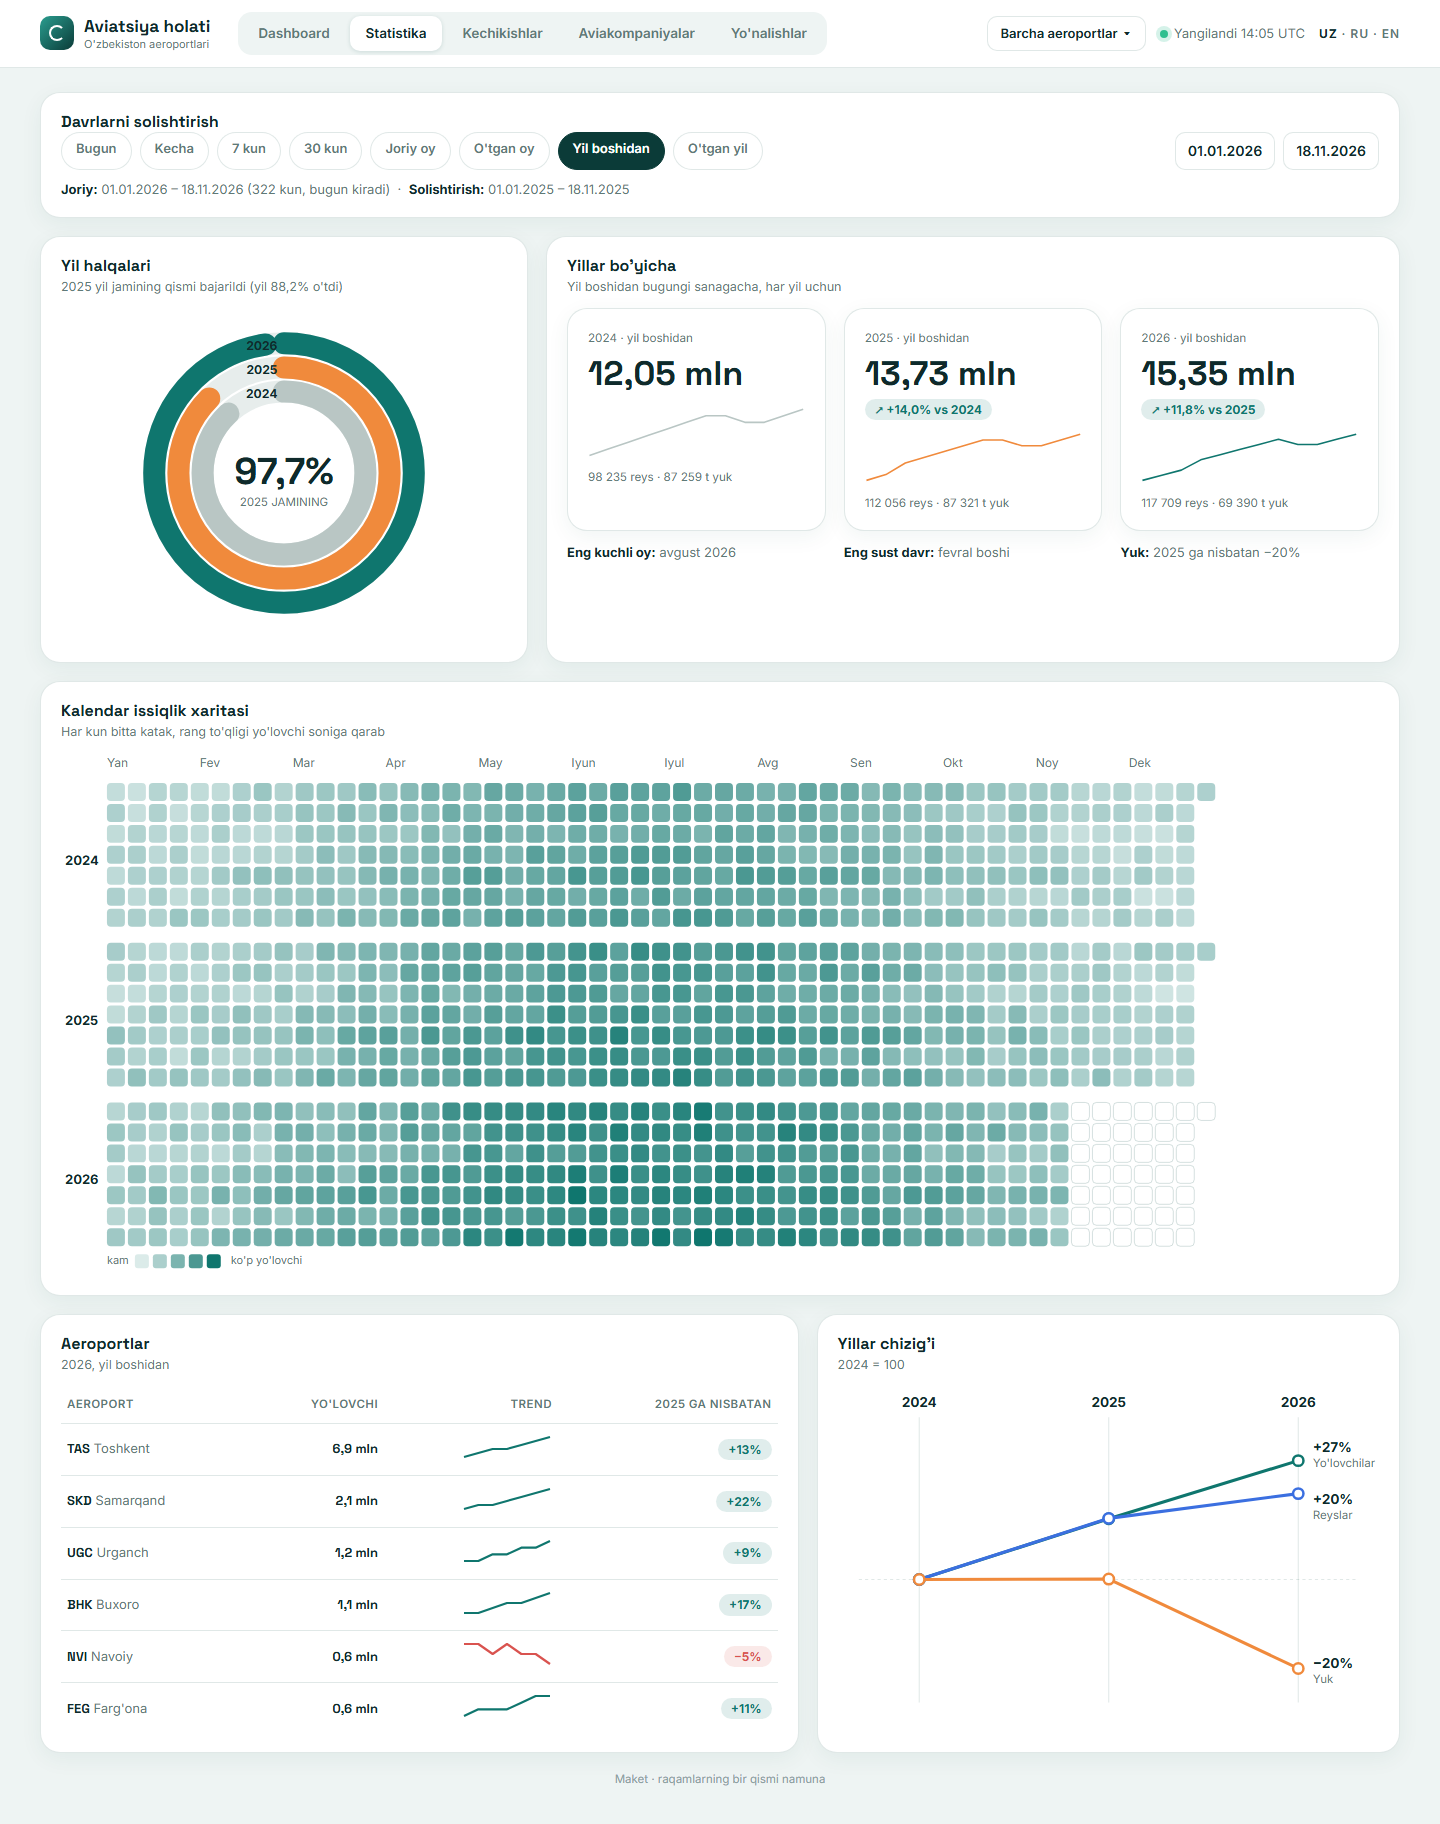 Aviatsiya holati
O'zbekiston aeroportlari
Dashboard Statistika Kechikishlar Aviakompaniyalar Yo'nalishlar
Barcha aeroportlar
Yangilandi 14:05 UTC
UZ · RU · EN
Davrlarni solishtirish
Bugun Kecha 7 kun 30 kun Joriy oy O'tgan oy Yil boshidan O'tgan yil
01.01.2026 18.11.2026
Joriy: 01.01.2026 – 18.11.2026 (322 kun, bugun kiradi) · Solishtirish: 01.01.2025 – 18.11.2025
Yil halqalari
2025 yil jamining qismi bajarildi (yil 88,2% o'tdi)
2026
2025
2024
97,7%
2025 JAMINING
Yillar bo'yicha
Yil boshidan bugungi sanagacha, har yil uchun
2024 · yil boshidan
12,05 mln
98 235 reys · 87 259 t yuk
2025 · yil boshidan
13,73 mln
↗ +14,0% vs 2024
112 056 reys · 87 321 t yuk
2026 · yil boshidan
15,35 mln
↗ +11,8% vs 2025
117 709 reys · 69 390 t yuk
Eng kuchli oy: avgust 2026
Eng sust davr: fevral boshi
Yuk: 2025 ga nisbatan −20%
Kalendar issiqlik xaritasi
Har kun bitta katak, rang to'qligi yo'lovchi soniga qarab
Yan Fev Mar Apr May Iyun Iyul Avg Sen Okt Noy Dek
2024
2025
2026
kam ko'p yo'lovchi
Aeroportlar
2026, yil boshidan
AEROPORT YO'LOVCHI TREND 2025 GA NISBATAN
TAS Toshkent 6,9 mln +13%
SKD Samarqand 2,1 mln +22%
UGC Urganch 1,2 mln +9%
BHK Buxoro 1,1 mln +17%
NVI Navoiy 0,6 mln −5%
FEG Farg'ona 0,6 mln +11%
Yillar chizig'i
2024 = 100
2024 2025 2026
+27%
Yo'lovchilar
+20%
Reyslar
−20%
Yuk
Maket · raqamlarning bir qismi namuna